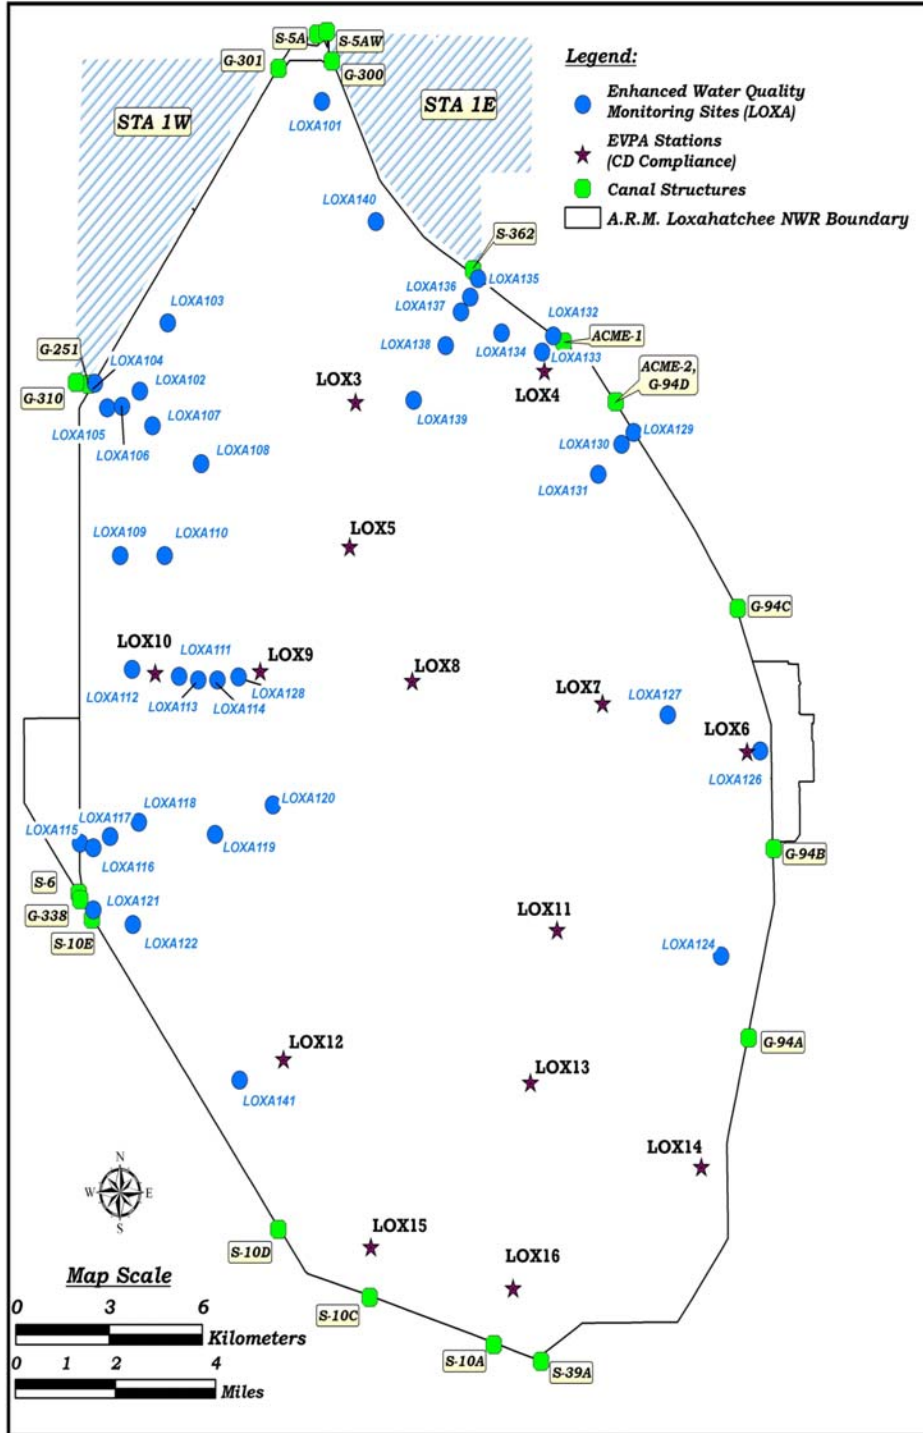 S-5A
S-5AW
G-301
G-300
Legend:
Enhanced Water Quality
Monitoring Sites (LOXA)
EVPA Stations
(CD Compliance)
Canal Structures
A.R.M. Loxahatchee NWR Boundary
STA 1W
STA 1E
LOXA101
LOXA140
S-362
LOXA135
LOXA136
LOXA137
LOXA103
LOXA132
ACME-1
G-251
LOXA104
LOXA138
LOXA134
LOXA133
ACME-2,
G-94D
G-310
LOXA102
LOX3
LOX4
LOXA105
LOXA107
LOXA139
LOXA129
LOXA130
LOXA106
LOXA108
LOXA131
LOX5
LOXA109
LOXA110
G-94C
LOX10
LOXA111
LOX9
LOX8
LOXA112
LOXA113
LOXA114
LOXA128
LOX7
LOXA127
LOX6
LOXA126
LOXA120
LOXA118
LOXA117
LOXA115
LOXA119
LOXA116
G-94B
S-6
LOXA121
G-338
S-10E
LOXA122
LOX11
LOXA124
G-94A
LOX12
LOX13
LOXA141
LOX14
N
W
E
S
LOX15
S-10D
LOX16
Map Scale
0 3 6
Kilometers
0 1 2 4
Miles
S-10C
S-10A
S-39A